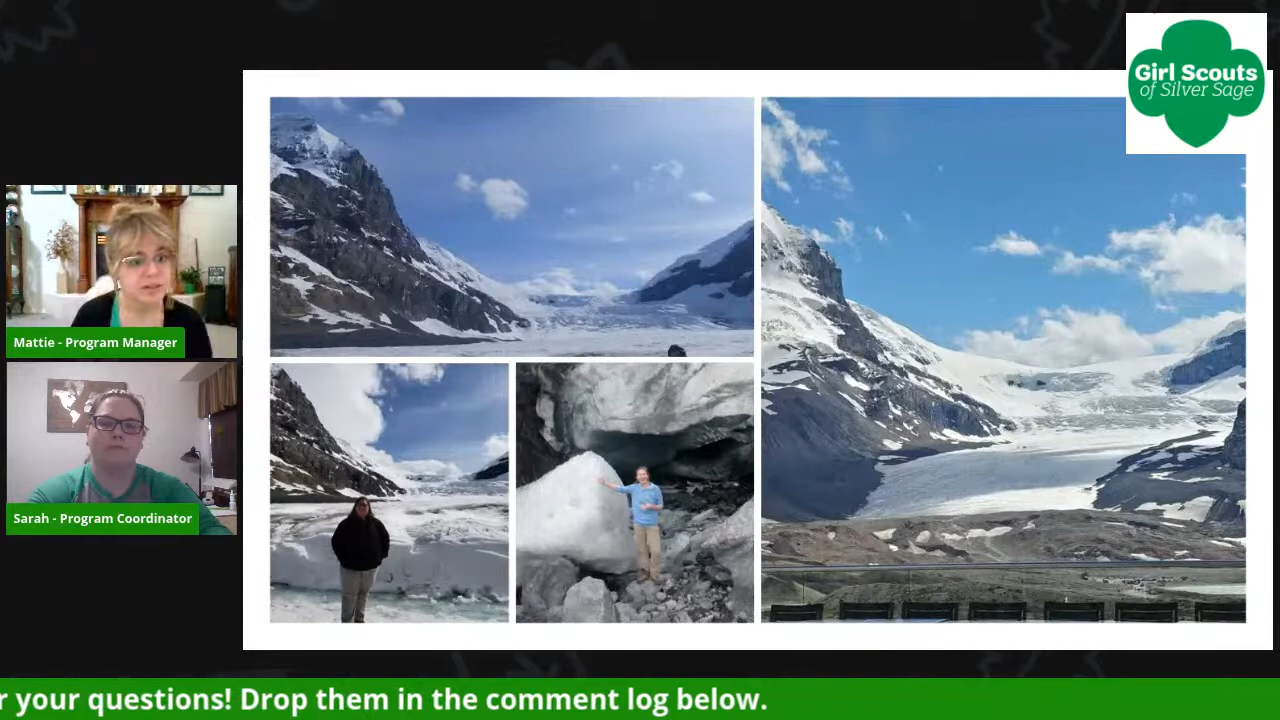 Girl Scouts
of Silver Sage
Mattie - Program Manager
Sarah - Program Coordinator
r your questions! Drop them in the comment log below.